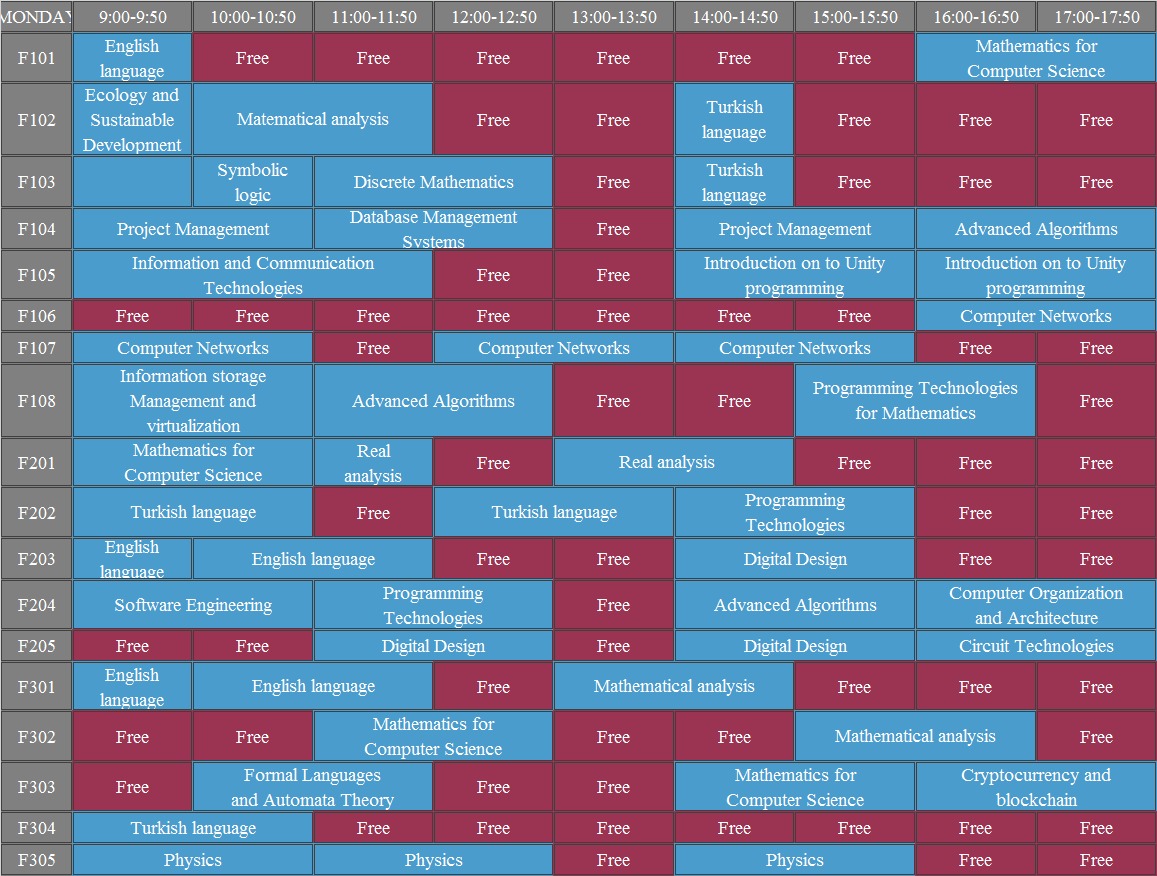 MONDAY 9:00-9:50 10:00-10:50 11:00-11:50 12:00-12:50 13:00-13:50 14:00-14:50 15:00-15:50 16:00-16:50 17:00-17:50
F101 English language Free Free Free Free Free Free Mathematics for Computer Science
F102 Ecology and Sustainable Development Matematical analysis Free Free Turkish language Free Free Free
F103 Symbolic logic Discrete Mathematics Free Turkish language Free Free Free
F104 Project Management Database Management Systems Free Project Management Advanced Algorithms
F105 Information and Communication Technologies Free Free Introduction on to Unity programming Introduction on to Unity programming
F106 Free Free Free Free Free Free Free Computer Networks
F107 Computer Networks Free Computer Networks Computer Networks Free Free
F108 Information storage Management and virtualization Advanced Algorithms Free Free Programming Technologies for Mathematics Free
F201 Mathematics for Computer Science Real analysis Free Real analysis Free Free Free
F202 Turkish language Free Turkish language Programming Technologies Free Free
F203 English language English language Free Free Digital Design Free Free
F204 Software Engineering Programming Technologies Free Advanced Algorithms Computer Organization and Architecture
F205 Free Free Digital Design Free Digital Design Circuit Technologies
F301 English language English language Free Mathematical analysis Free Free Free
F302 Free Free Mathematics for Computer Science Free Free Mathematical analysis Free
F303 Free Formal Languages and Automata Theory Free Free Mathematics for Computer Science Cryptocurrency and blockchain
F304 Turkish language Free Free Free Free Free Free Free
F305 Physics Physics Free Physics Free Free